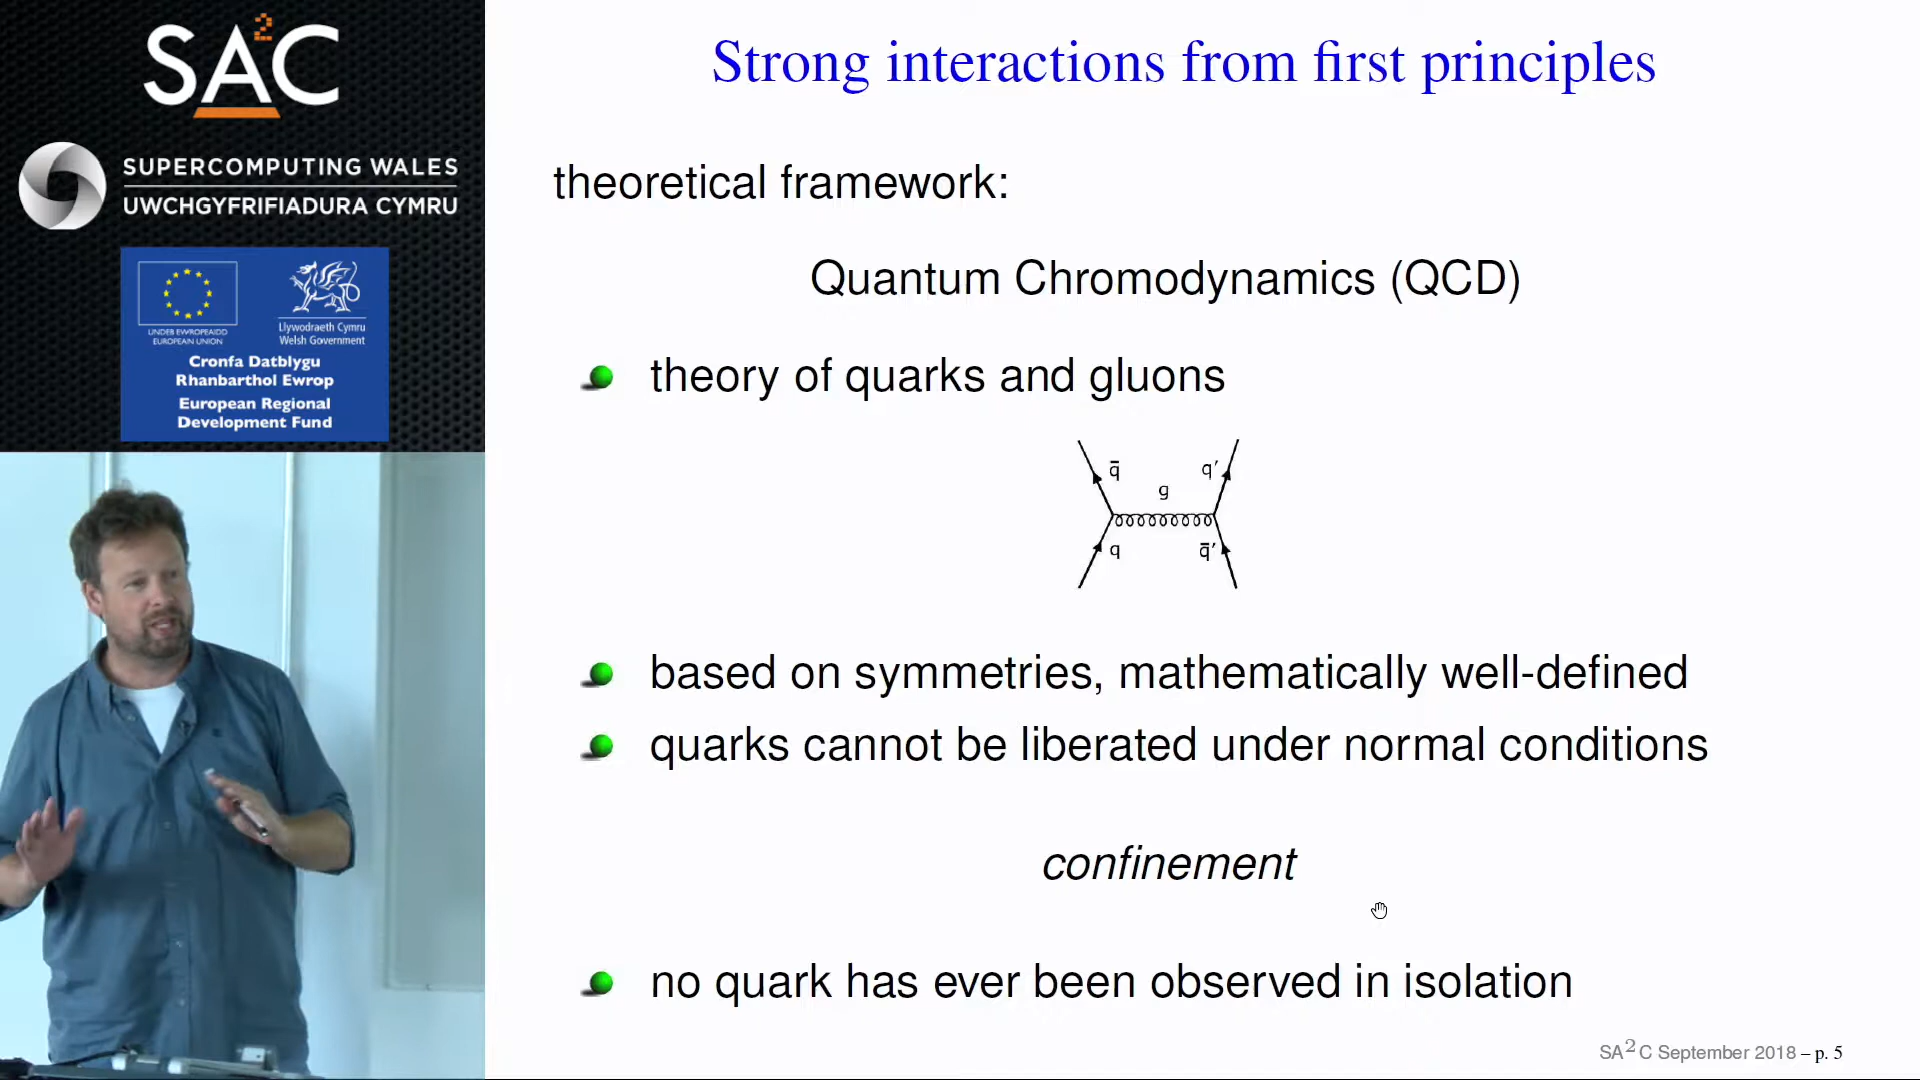 SA²C
SUPERCOMPUTING WALES
UWCHGYFRIFIADURA CYMRU
UNDEB EWROPEAIDD
EUROPEAN UNION
Llywodraeth Cymru
Welsh Government
Cronfa Datblygu
Rhanbarthol Ewrop
European Regional
Development Fund
Strong interactions from first principles
theoretical framework:
Quantum Chromodynamics (QCD)
theory of quarks and gluons
q̄ q′
g
q q̄′
based on symmetries, mathematically well-defined
quarks cannot be liberated under normal conditions
confinement
no quark has ever been observed in isolation
SA²C September 2018 – p. 5